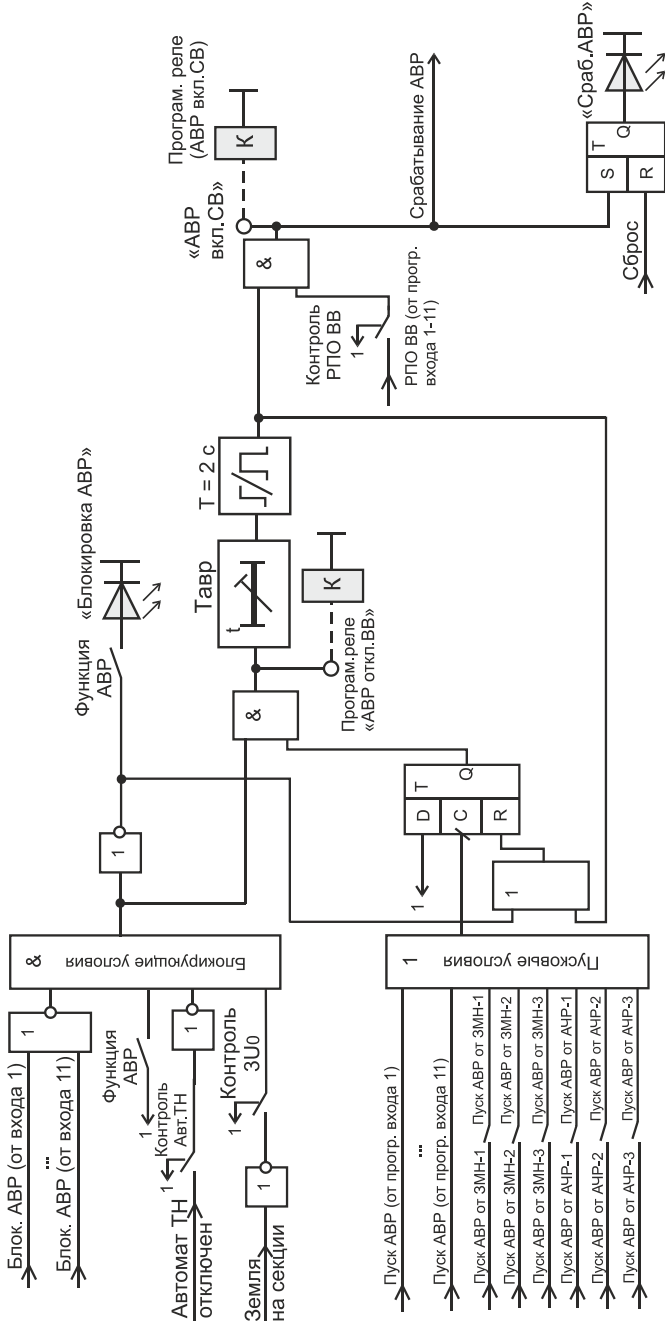 Блок. АВР (от входа 1)
...
Блок. АВР (от входа 11)
1
Функция
АВР
1
Автомат ТН
отключен
Контроль
Авт.ТН
1
1
Земля
на секции
1
Контроль
3U0
1
&
Блокирующие условия
1
Функция
АВР
«Блокировка АВР»
Пуск АВР (от прогр. входа 1)
...
Пуск АВР (от прогр. входа 11)
Пуск АВР от ЗМН-1
Пуск АВР от ЗМН-1
Пуск АВР от ЗМН-2
Пуск АВР от ЗМН-2
Пуск АВР от ЗМН-3
Пуск АВР от ЗМН-3
Пуск АВР от АЧР-1
Пуск АВР от АЧР-1
Пуск АВР от АЧР-2
Пуск АВР от АЧР-2
Пуск АВР от АЧР-3
Пуск АВР от АЧР-3
1
Пусковые условия
1
1
D
C
R
T
Q
&
Програм.реле
«АВР откл.ВВ»
К
Тавр
t
T = 2 с
Контроль
РПО ВВ
1
РПО ВВ (от прогр.
входа 1-11)
&
«АВР
вкл.СВ»
Програм. реле
(АВР вкл.СВ)
К
Срабатывание АВР
Сброс
S
R
T
Q
«Сраб.АВР»